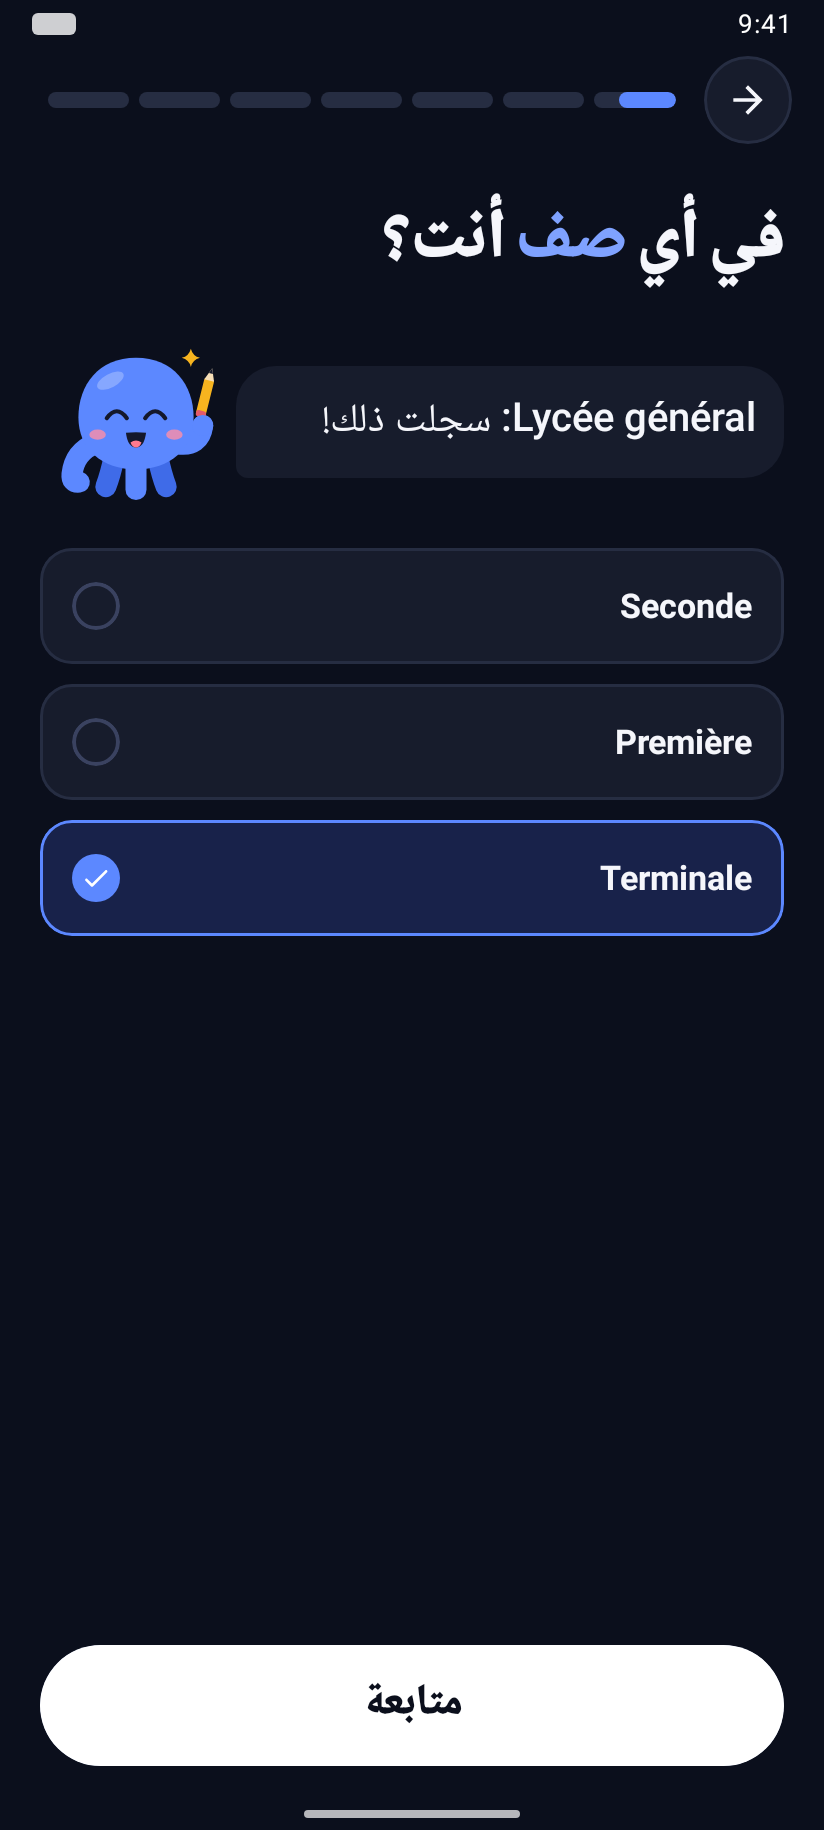 9:41
في أي صف أنت؟
Lycée général: سجلت ذلك!
Seconde
Première
Terminale
متابعة